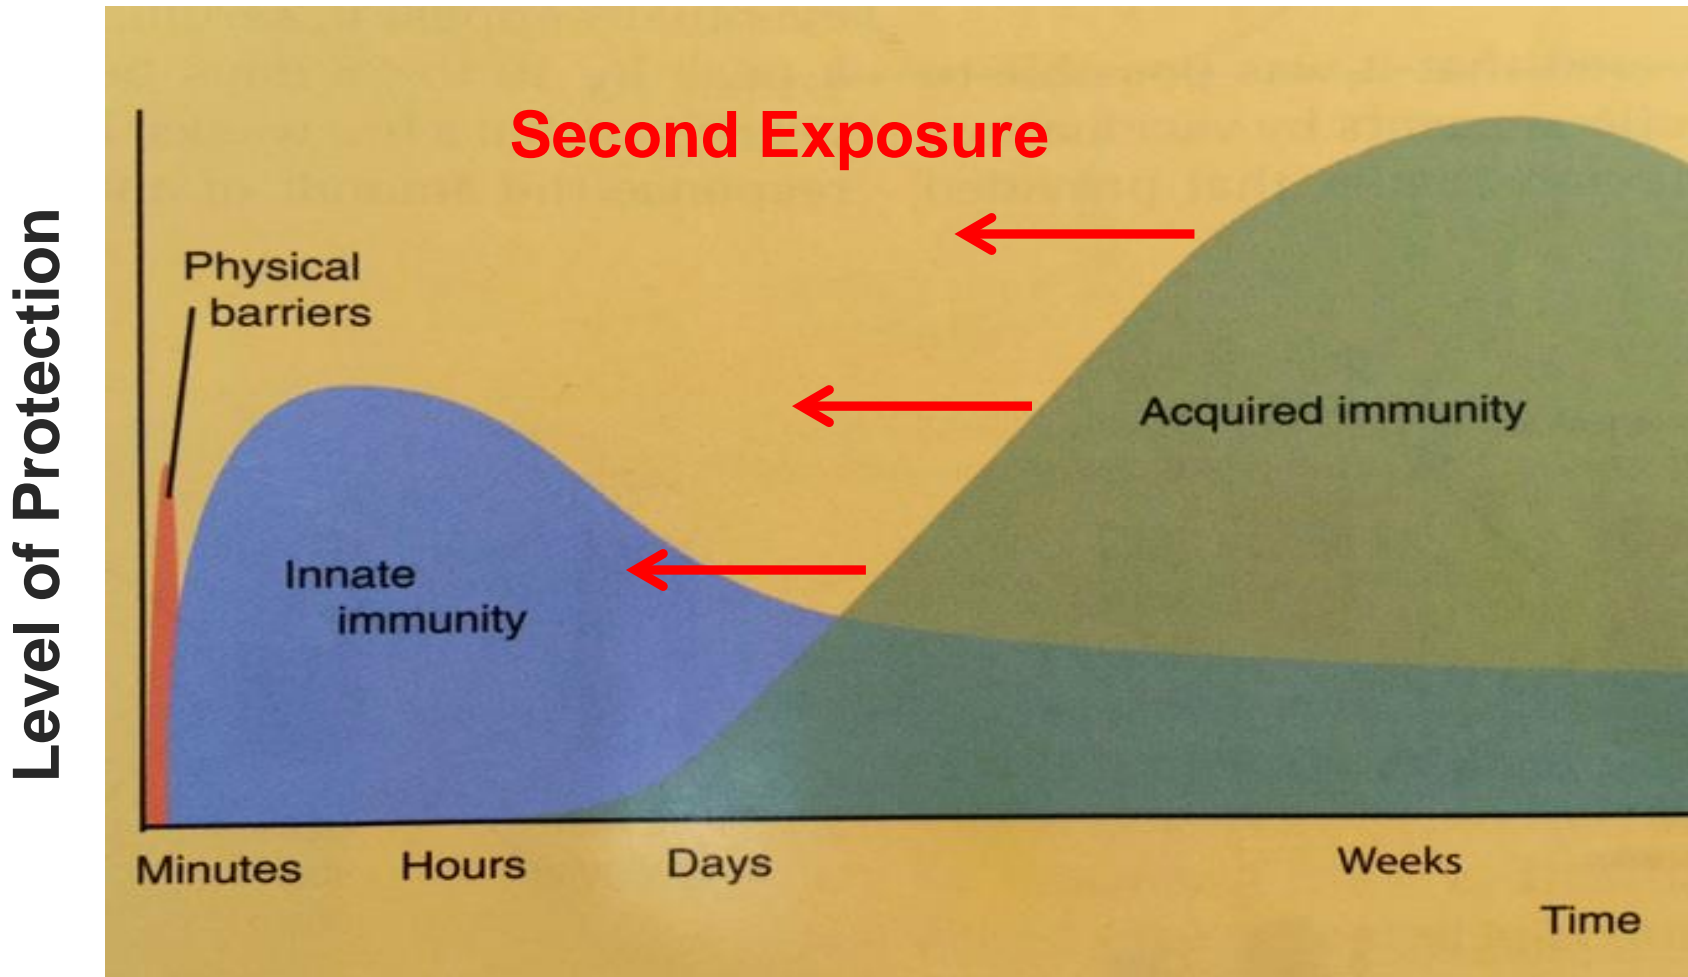 Second Exposure
Level of Protection
Physical
barriers
Innate
immunity
Acquired immunity
Minutes
Hours
Days
Weeks
Time